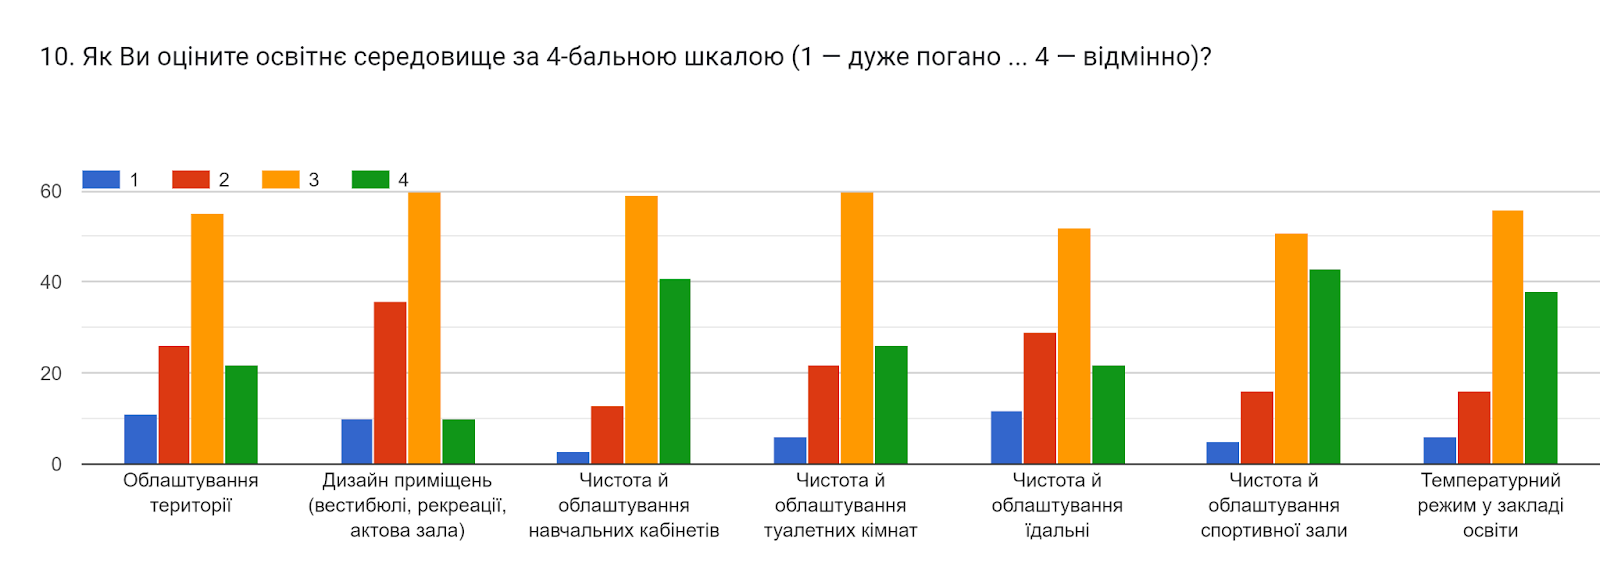 10. Як Ви оціните освітнє середовище за 4-бальною шкалою (1 — дуже погано ... 4 — відмінно)?
1 2 3 4
60
40
20
0
Облаштування
території
Дизайн приміщень
(вестибюлі, рекреації,
актова зала)
Чистота й
облаштування
навчальних кабінетів
Чистота й
облаштування
туалетних кімнат
Чистота й
облаштування
їдальні
Чистота й
облаштування
спортивної зали
Температурний
режим у закладі
освіти